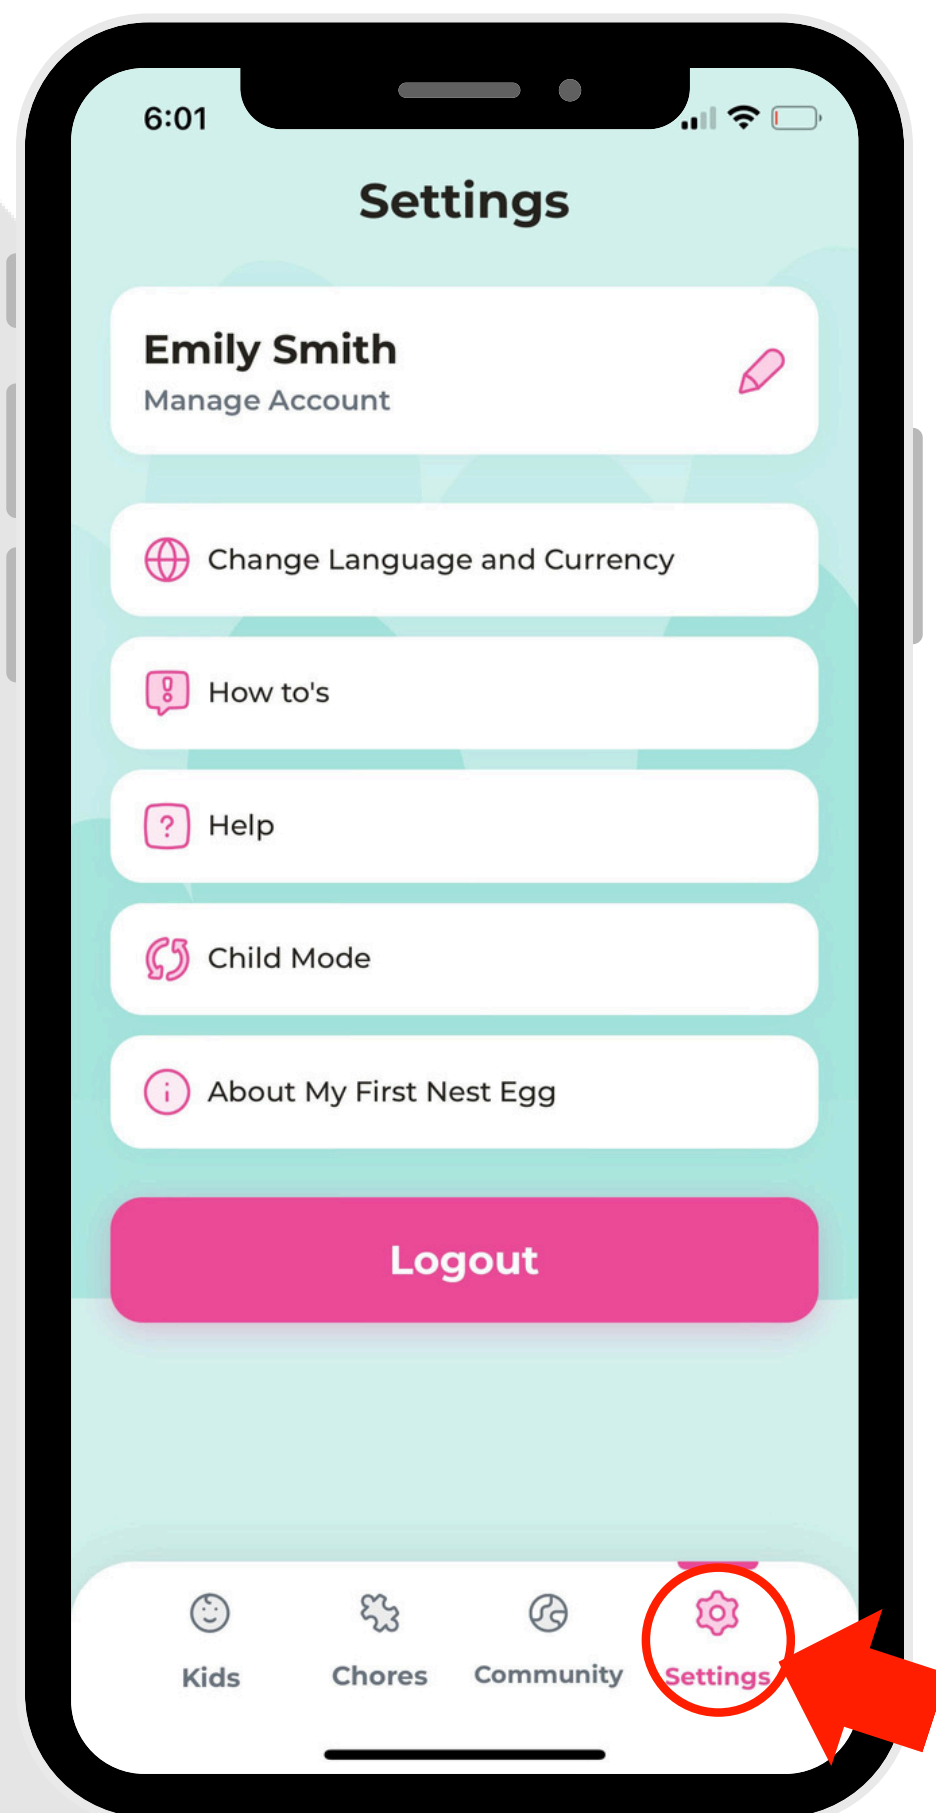 6:01
Settings
Emily Smith
Manage Account
Change Language and Currency
How to's
Help
Child Mode
About My First Nest Egg
Logout
Kids Chores Community Settings